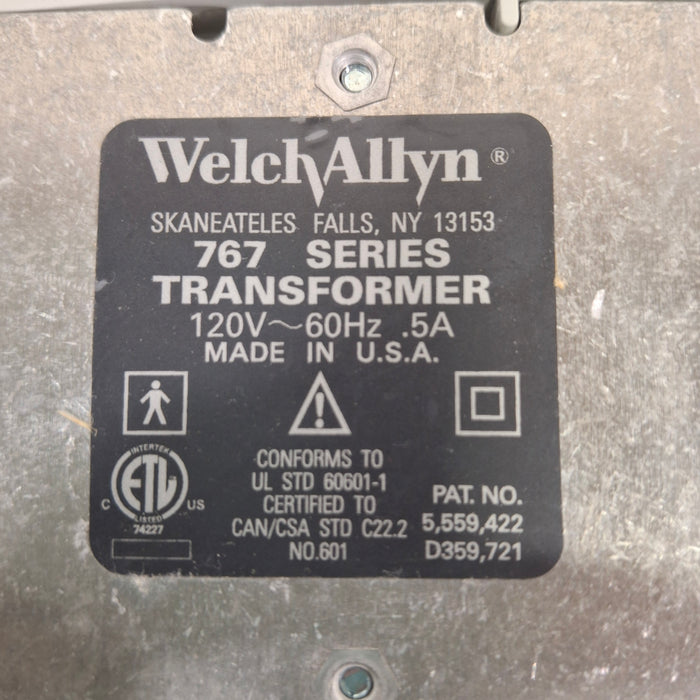 WelchAllyn®
SKANEATELES FALLS, NY 13153
767 SERIES
TRANSFORMER
120V~60Hz .5A
MADE IN U.S.A.
INTERTEK
ETL
C US
LISTED
74227
CONFORMS TO
UL STD 60601-1
CERTIFIED TO
CAN/CSA STD C22.2
NO.601
PAT. NO.
5,559,422
D359,721